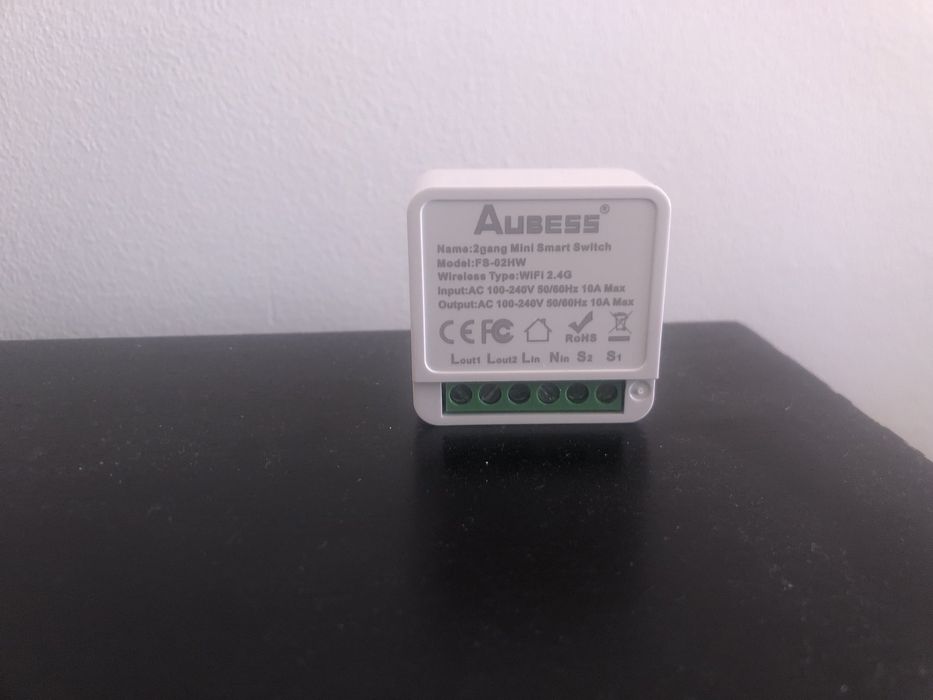 AUBESS®
Name:2gang Mini Smart Switch
Model:FS-02HW
Wireless Type:WiFi 2.4G
Input:AC 100-240V 50/60Hz 10A Max
Output:AC 100-240V 50/60Hz 10A Max
CE FC RoHS
Lout1 Lout2 Lin Nin S2 S1